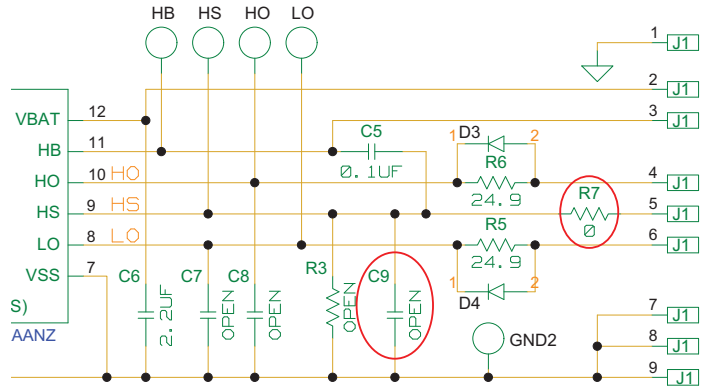 HB HS HO LO
1 J1
2 J1
VBAT 12
3 J1
HB 11
C5
0.1UF
1 D3 2
HO 10 HO
R6
24.9
4 J1
HS 9 HS
R7
0
5 J1
LO 8 LO
R5
24.9
6 J1
VSS 7
C6
2.2UF
C7
OPEN
C8
OPEN
R3
OPEN
C9
OPEN
1 D4 2
S)
AANZ
GND2
7 J1
8 J1
9 J1